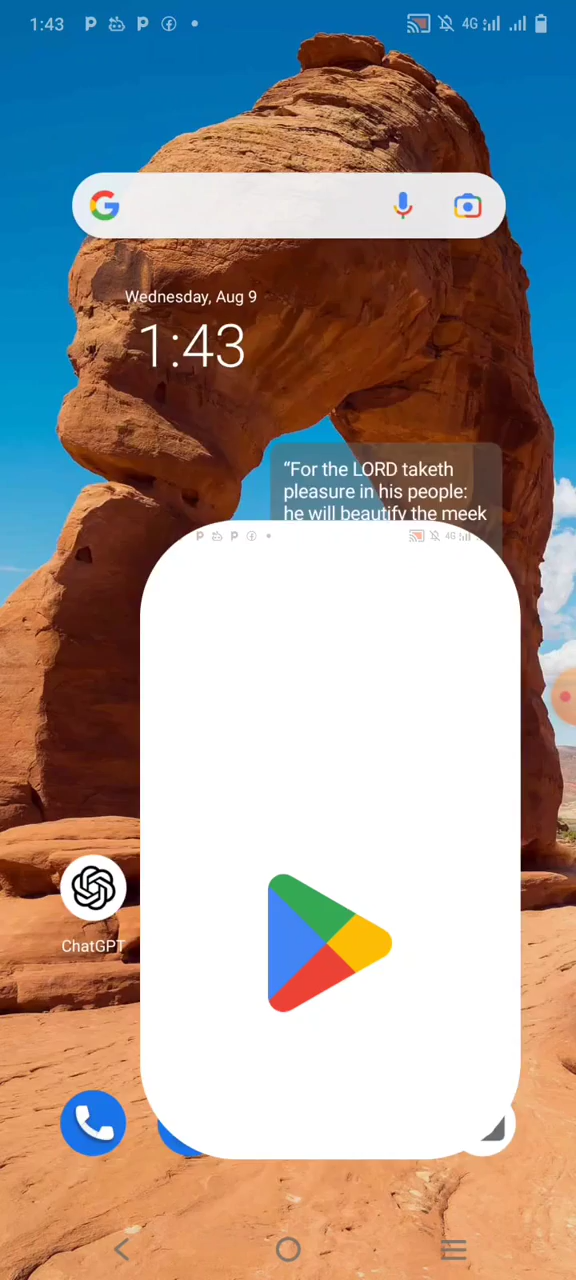 1:43
4G
Wednesday, Aug 9
1:43
“For the LORD taketh
pleasure in his people:
he will beautify the meek
4G
ChatGPT